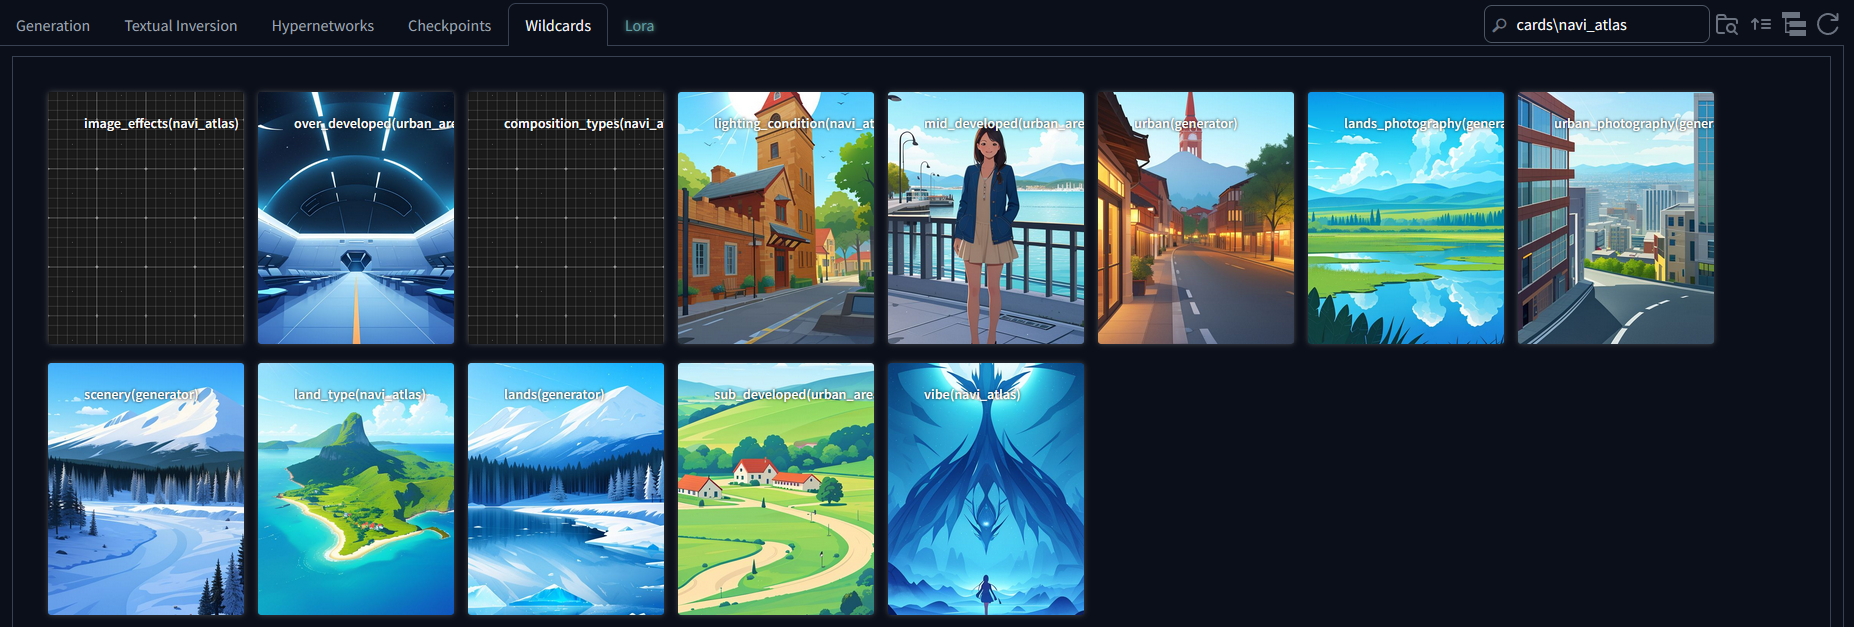 Generation Textual Inversion Hypernetworks Checkpoints Wildcards Lora cards\navi_atlas
image_effects(navi_atlas) over_developed(urban_are composition_types(navi_a lighting_condition(navi_at mid_developed(urban_are urban(generator) lands_photography(genera urban_photography(gener
scenery(generator) land_type(navi_atlas) lands(generator) sub_developed(urban_are vibe(navi_atlas)